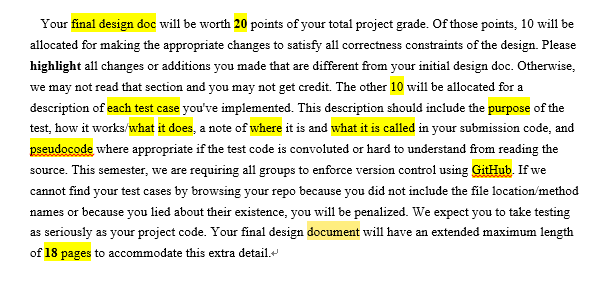 Your final design doc will be worth 20 points of your total project grade. Of those points, 10 will be
allocated for making the appropriate changes to satisfy all correctness constraints of the design. Please
highlight all changes or additions you made that are different from your initial design doc. Otherwise,
we may not read that section and you may not get credit. The other 10 will be allocated for a
description of each test case you've implemented. This description should include the purpose of the
test, how it works/what it does, a note of where it is and what it is called in your submission code, and
pseudocode where appropriate if the test code is convoluted or hard to understand from reading the
source. This semester, we are requiring all groups to enforce version control using GitHub. If we
cannot find your test cases by browsing your repo because you did not include the file location/method
names or because you lied about their existence, you will be penalized. We expect you to take testing
as seriously as your project code. Your final design document will have an extended maximum length
of 18 pages to accommodate this extra detail.↵